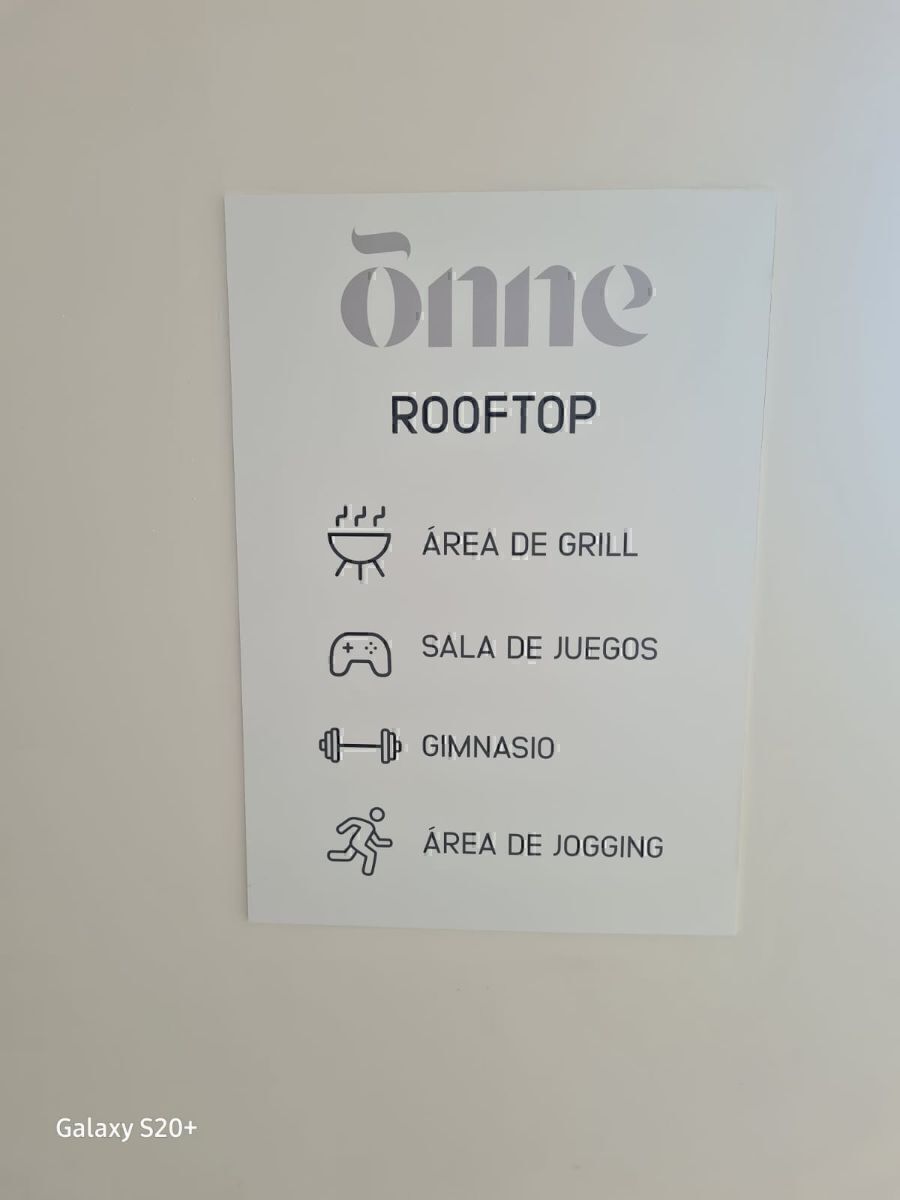 õnne
ROOFTOP
ÁREA DE GRILL
SALA DE JUEGOS
GIMNASIO
ÁREA DE JOGGING
Galaxy S20+